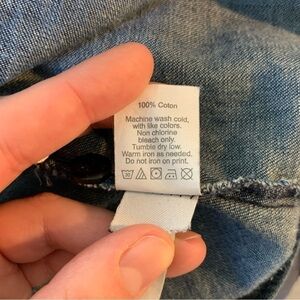 100% Coton
Machine wash cold,
with like colors.
Non chlorine
bleach only.
Tumble dry low.
Warm iron as needed.
Do not iron on print.